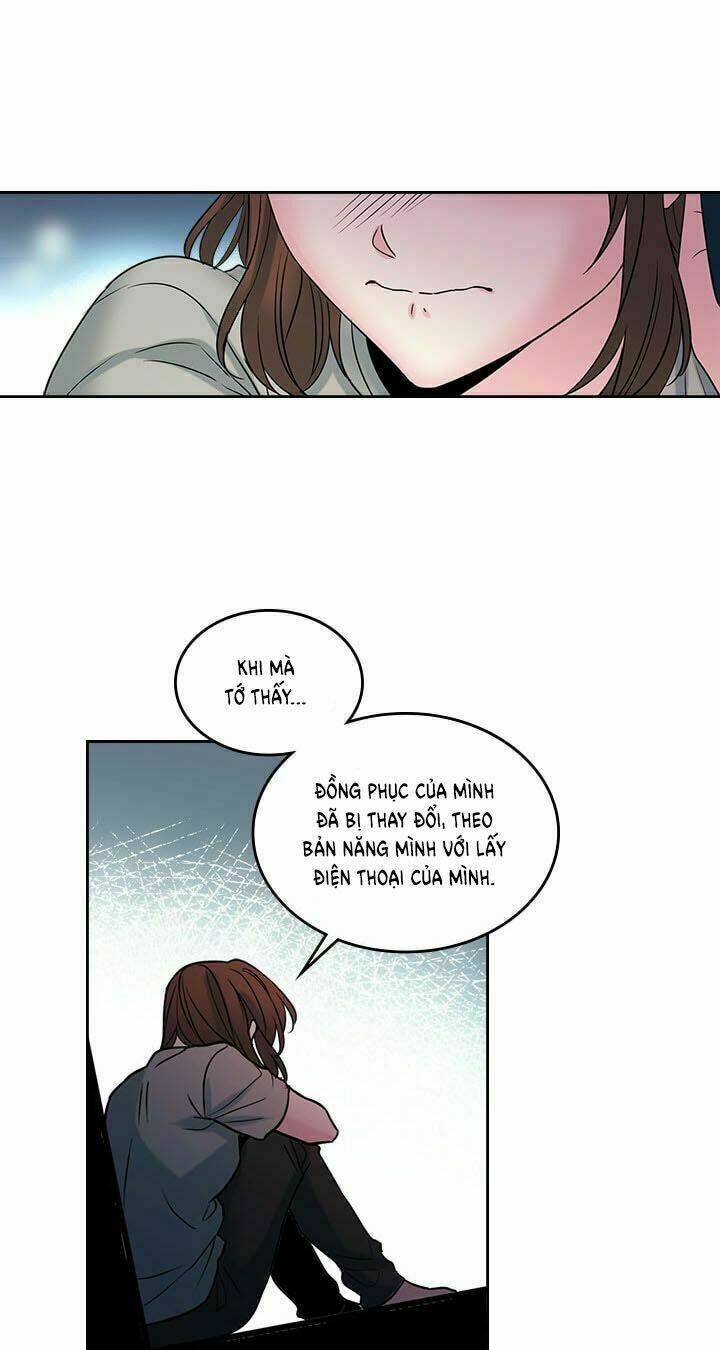 KHI MÀ
TỚ THẤY...
ĐỒNG PHỤC CỦA MÌNH
ĐÃ BỊ THAY ĐỔI, THEO
BẢN NĂNG MÌNH VỚI LẤY
ĐIỆN THOẠI CỦA MÌNH.